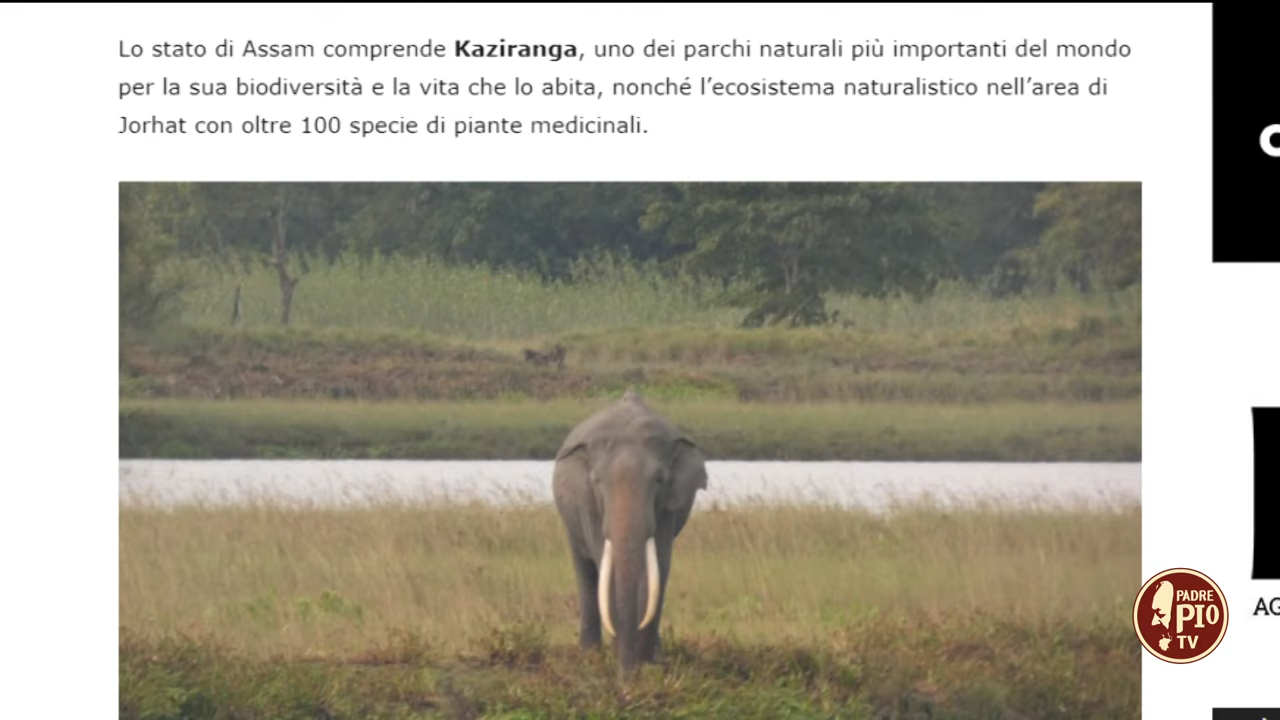 Lo stato di Assam comprende Kaziranga, uno dei parchi naturali più importanti del mondo
per la sua biodiversità e la vita che lo abita, nonché l’ecosistema naturalistico nell’area di
Jorhat con oltre 100 specie di piante medicinali.
PADRE
PIO
TV
AG